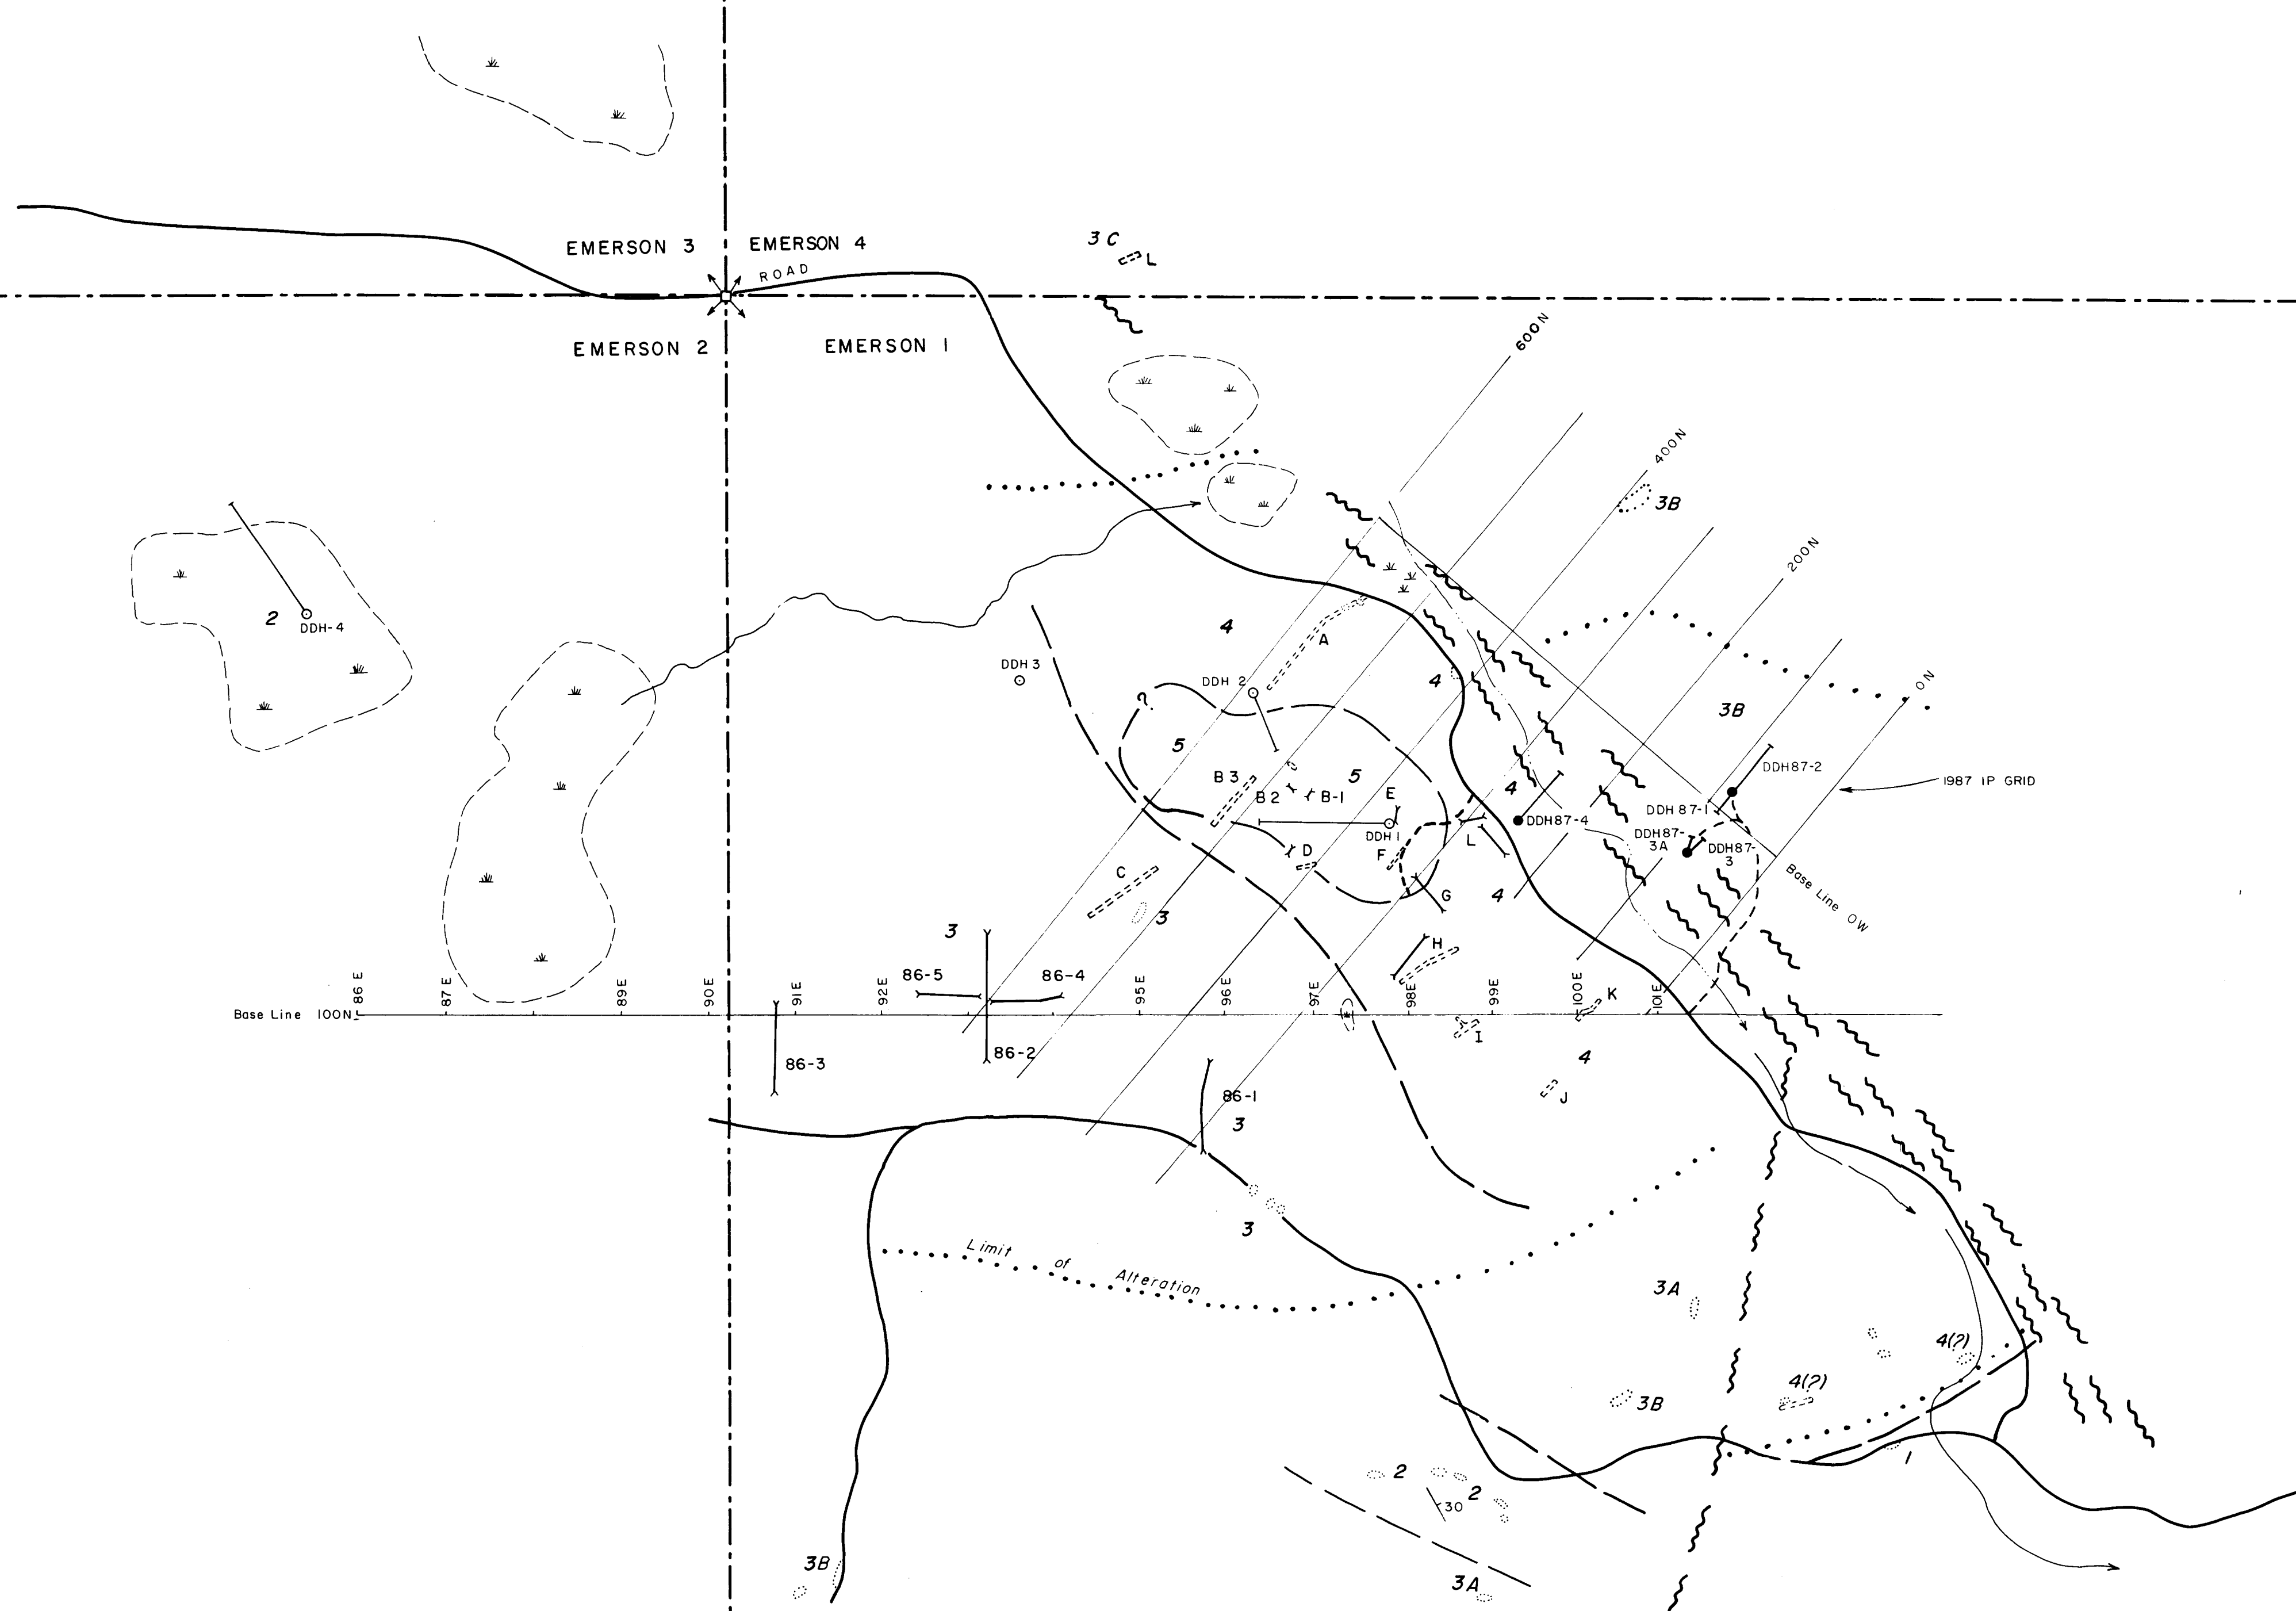 EMERSON 3
EMERSON 4
ROAD
3C
L
EMERSON 2
EMERSON 1
600N
400N
3B
200N
2
DDH-4
4
A
DDH 3
DDH 2
4
0N
3B
?
5
5
B3
B2
B-1
E
DDH 1
4
DDH87-2
1987 IP GRID
DDH 87-1
DDH87-4
DDH87-3A
DDH87-3
L
D
F
C
G
4
Base Line 0W
3
3
H
86-5
86-4
86E
87E
89E
90E
91E
92E
95E
96E
97E
98E
99E
100E
101E
K
Base Line 100N
I
86-2
86-3
4
86-1
J
3
3
Limit of Alteration
3A
4(?)
4(?)
3B
1
2
2
30
3B
3A